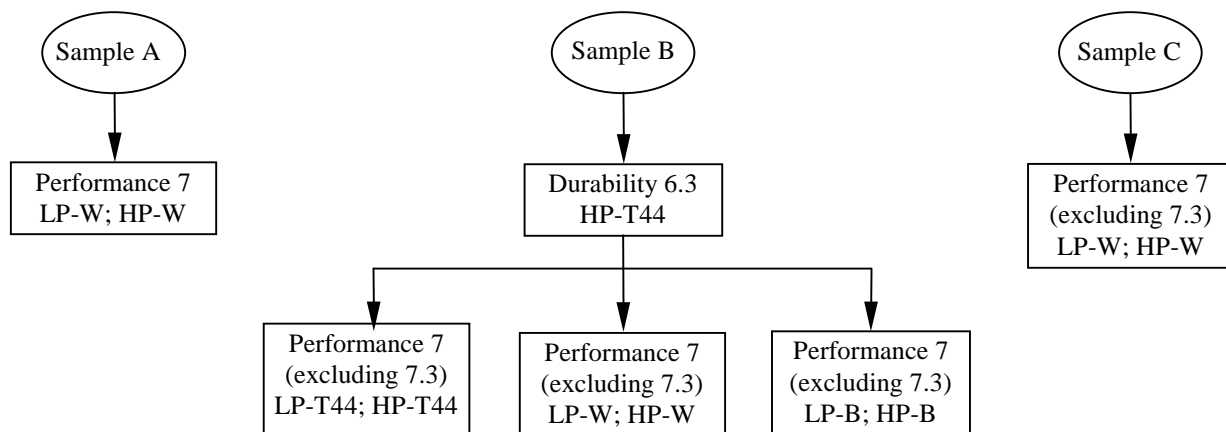 Sample A
Sample B
Sample C
Performance 7
LP-W; HP-W
Durability 6.3
HP-T44
Performance 7
(excluding 7.3)
LP-W; HP-W
Performance 7
(excluding 7.3)
LP-T44; HP-T44
Performance 7
(excluding 7.3)
LP-W; HP-W
Performance 7
(excluding 7.3)
LP-B; HP-B